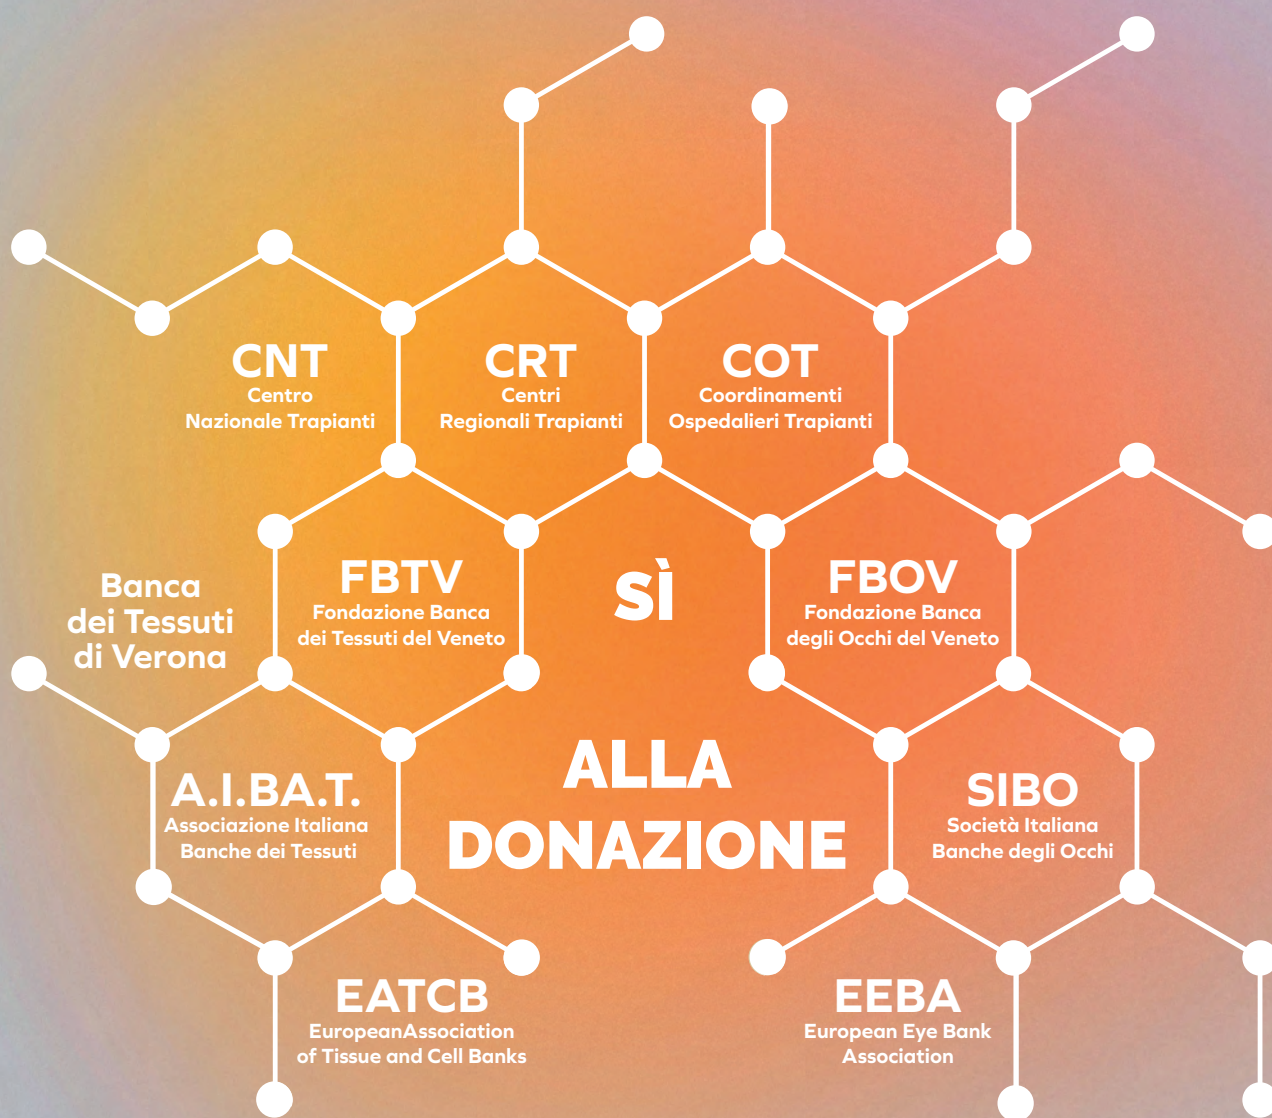 CNT
Centro
Nazionale Trapianti
CRT
Centri
Regionali Trapianti
COT
Coordinamenti
Ospedalieri Trapianti
Banca
dei Tessuti
di Verona
FBTV
Fondazione Banca
dei Tessuti del Veneto
SÌ
FBOV
Fondazione Banca
degli Occhi del Veneto
ALLA
DONAZIONE
A.I.BA.T.
Associazione Italiana
Banche dei Tessuti
SIBO
Società Italiana
Banche degli Occhi
EATCB
EuropeanAssociation
of Tissue and Cell Banks
EEBA
European Eye Bank
Association